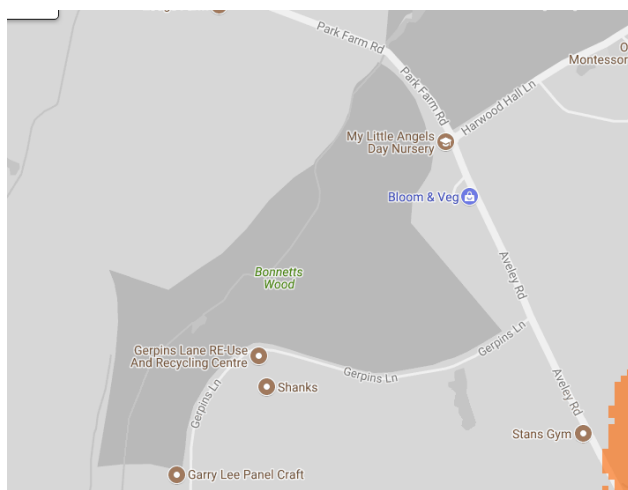 Park Farm Rd
Park Farm Rd
O
Montessor
Harwood Hall Ln
My Little Angels
Day Nursery
Bloom & Veg
Aveley Rd
Bonnetts
Wood
Gerpins Ln
Gerpins Lane RE-Use
And Recycling Centre
Gerpins Ln
Shanks
Gerpins Ln
Aveley Rd
Stans Gym
Garry Lee Panel Craft